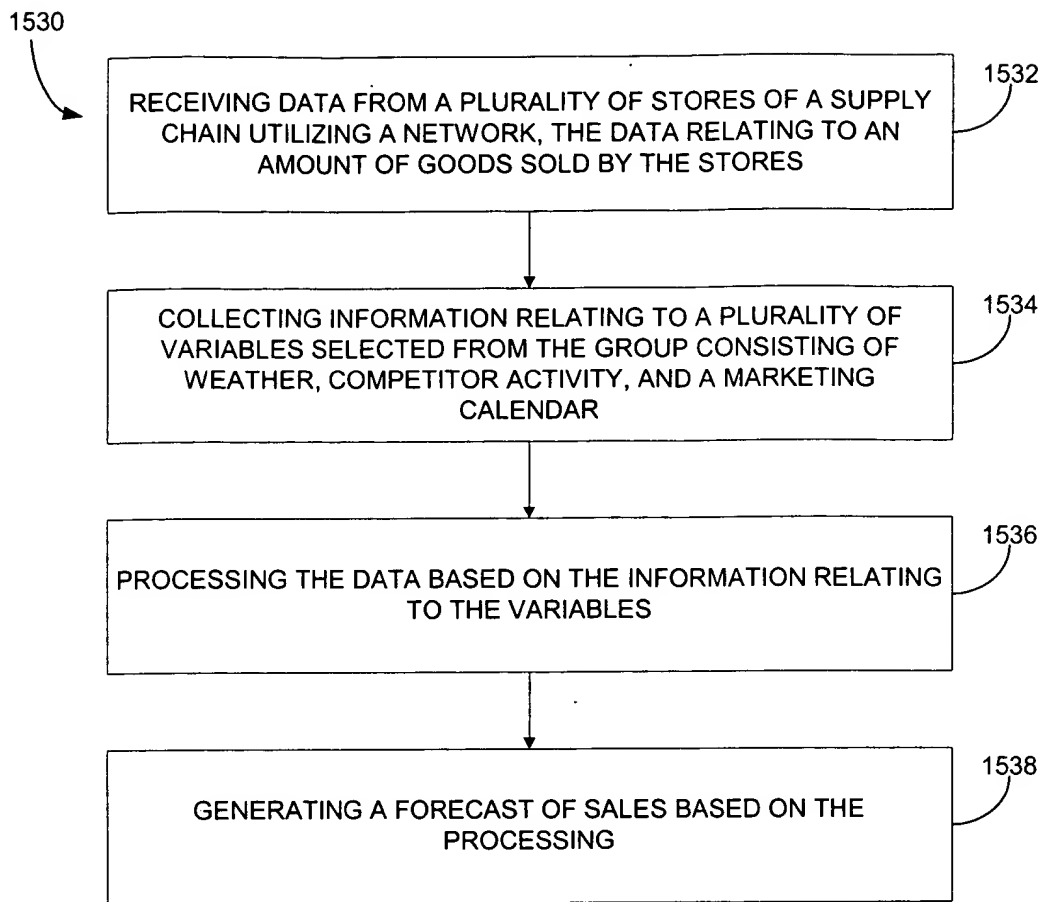 1530
1532
RECEIVING DATA FROM A PLURALITY OF STORES OF A SUPPLY
CHAIN UTILIZING A NETWORK, THE DATA RELATING TO AN
AMOUNT OF GOODS SOLD BY THE STORES
1534
COLLECTING INFORMATION RELATING TO A PLURALITY OF
VARIABLES SELECTED FROM THE GROUP CONSISTING OF
WEATHER, COMPETITOR ACTIVITY, AND A MARKETING
CALENDAR
1536
PROCESSING THE DATA BASED ON THE INFORMATION RELATING
TO THE VARIABLES
1538
GENERATING A FORECAST OF SALES BASED ON THE
PROCESSING